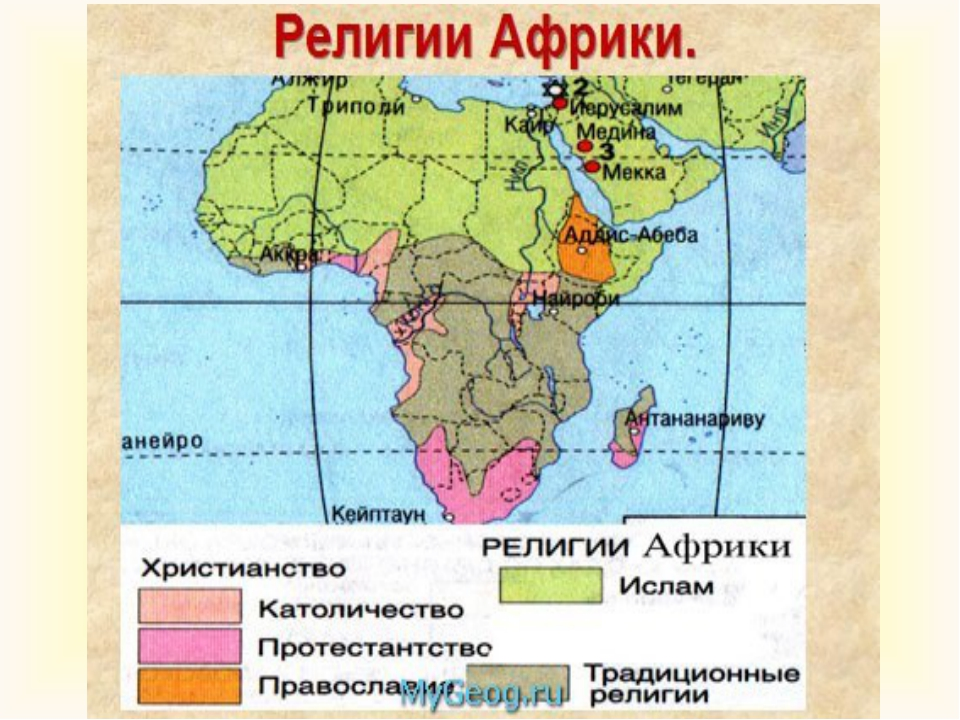 Религии Африки.
Алжир
Триполи
2
Тегеран
Иерусалим
Каир
Медина
Инд
3
Нил
Мекка
Аддис-Абеба
Аккра
Найроби
Антананариву
анейро
Кейптаун
РЕЛИГИИ Африки
Христианство
Ислам
Католичество
Протестантство
Традиционные
религии
Православие
MyGeog.ru